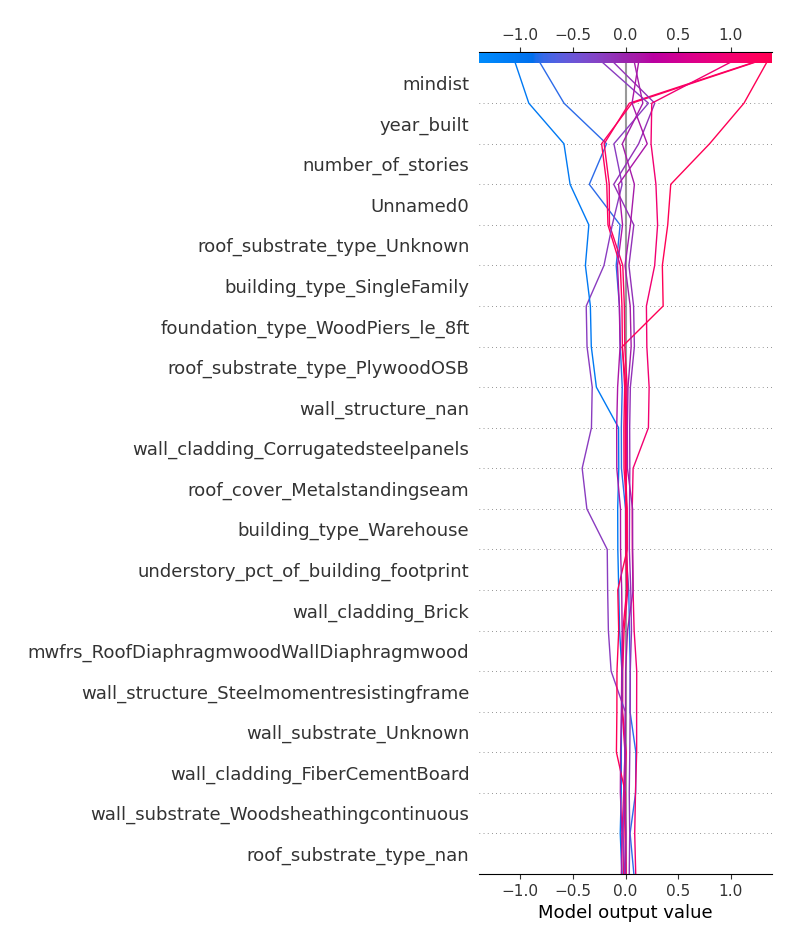 −1.0 −0.5 0.0 0.5 1.0
mindist
year_built
number_of_stories
Unnamed0
roof_substrate_type_Unknown
building_type_SingleFamily
foundation_type_WoodPiers_le_8ft
roof_substrate_type_PlywoodOSB
wall_structure_nan
wall_cladding_Corrugatedsteelpanels
roof_cover_Metalstandingseam
building_type_Warehouse
understory_pct_of_building_footprint
wall_cladding_Brick
mwfrs_RoofDiaphragmwoodWallDiaphragmwood
wall_structure_Steelmomentresistingframe
wall_substrate_Unknown
wall_cladding_FiberCementBoard
wall_substrate_Woodsheathingcontinuous
roof_substrate_type_nan
−1.0 −0.5 0.0 0.5 1.0
Model output value